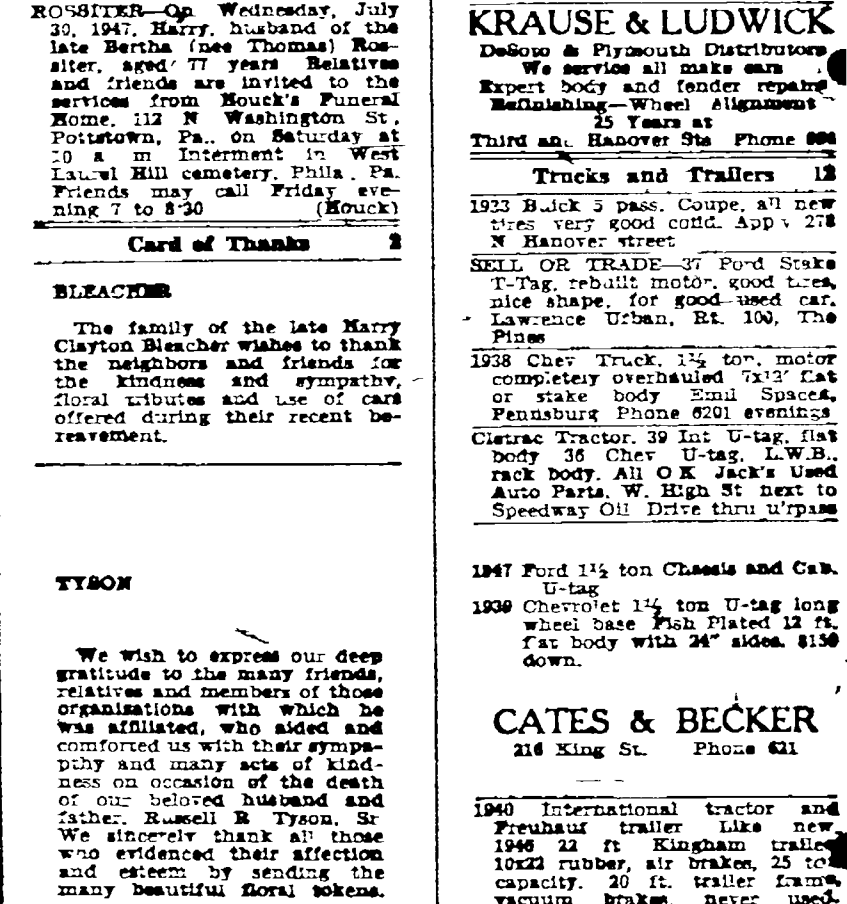 ROSSITER—On Wednesday, July
30, 1947, Harry, husband of the
late Bertha (nee Thomas) Ros-
siter, aged 77 years Relatives
and friends are invited to the
services from Houck's Funeral
Home, 112 N Washington St,
Pottstown, Pa., on Saturday at
10 a m Interment in West
Laurel Hill cemetery, Phila, Pa.
Friends may call Friday eve-
ning 7 to 8:30 (Houck)
Card of Thanks 2
BLEACHER
The family of the late Harry
Clayton Bleacher wishes to thank
the neighbors and friends for
the kindness and sympathy,
floral tributes and use of cars
offered during their recent be-
reavement.
TYSON
We wish to express our deep
gratitude to the many friends,
relatives and members of those
organizations with which he
was affiliated, who aided and
comforted us with their sympa-
pthy and many acts of kind-
ness on occasion of the death
of our beloved husband and
father, Russell R Tyson, Sr
We sincerely thank all those
who evidenced their affection
and esteem by sending the
many beautiful floral tokens.
KRAUSE & LUDWICK
DeSoto & Plymouth Distributors
We service all make cars
Expert body and fender repairs
Refinishing—Wheel Alignment
25 Years at
Third and Hanover Sts Phone
Trucks and Trailers 12
1933 Buick 5 pass. Coupe, all new
tires very good cond. Apply 278
N Hanover street
SELL OR TRADE—37 Ford Stake
T-Tag, rebuilt motor, good tires,
nice shape, for good used car.
Lawrence Urban, Rt. 100, The
Pines
1938 Chev Truck, 1½ ton, motor
completely overhauled 7x12' flat
or stake body Emil Spaces,
Pennsburg Phone 6201 evenings
Cletrac Tractor, 39 Int U-tag, flat
body 36 Chev U-tag, L.W.B.,
rack body. All O K Jack's Used
Auto Parts, W. High St next to
Speedway Oil Drive thru u'rpass
1947 Ford 1½ ton Chassis and Cab.
U-tag
1939 Chevrolet 1½ ton U-tag long
wheel base Fish Plated 12 ft.
flat body with 24" sides. $150
down.
CATES & BECKER
216 King St. Phone 621
1940 International tractor and
Freuhauf trailer Like new,
1946 22 ft Kingham trailer
10x22 rubber, air brakes, 25 ton
capacity. 20 ft. trailer frame,
vacuum brakes, never used.